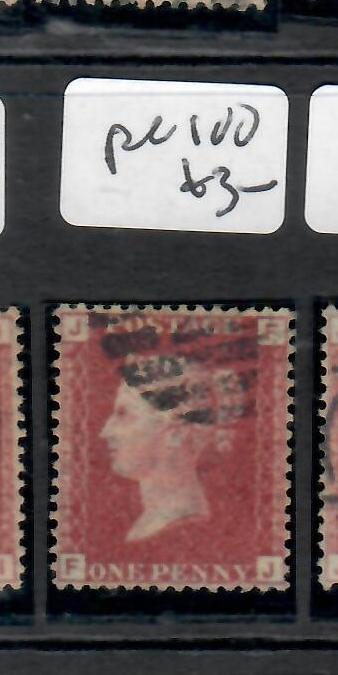 PL 100
£3-
J POSTAGE F
F ONE PENNY J